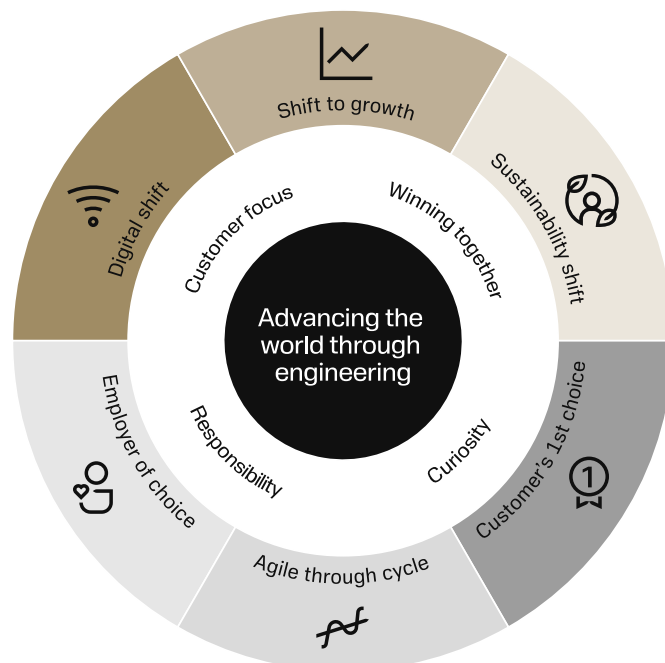 Shift to growth
Sustainability shift
Customer's 1st choice
1
Agile through cycle
Employer of choice
Digital shift
Customer focus
Winning together
Curiosity
Responsibility
Advancing the
world through
engineering